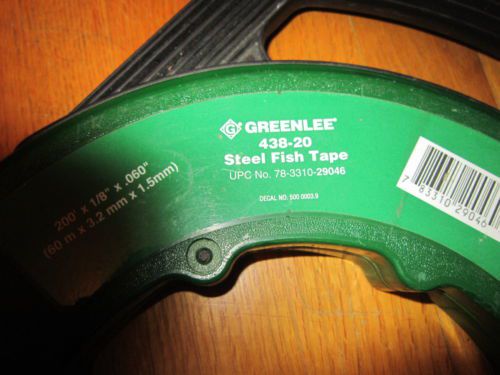 GREENLEE®
438-20
Steel Fish Tape
UPC No. 78-3310-29046
DECAL NO. 500 0003.9
200' x 1/8" x .060"
(60 m x 3.2 mm x 1.5mm)
7 83310 29046